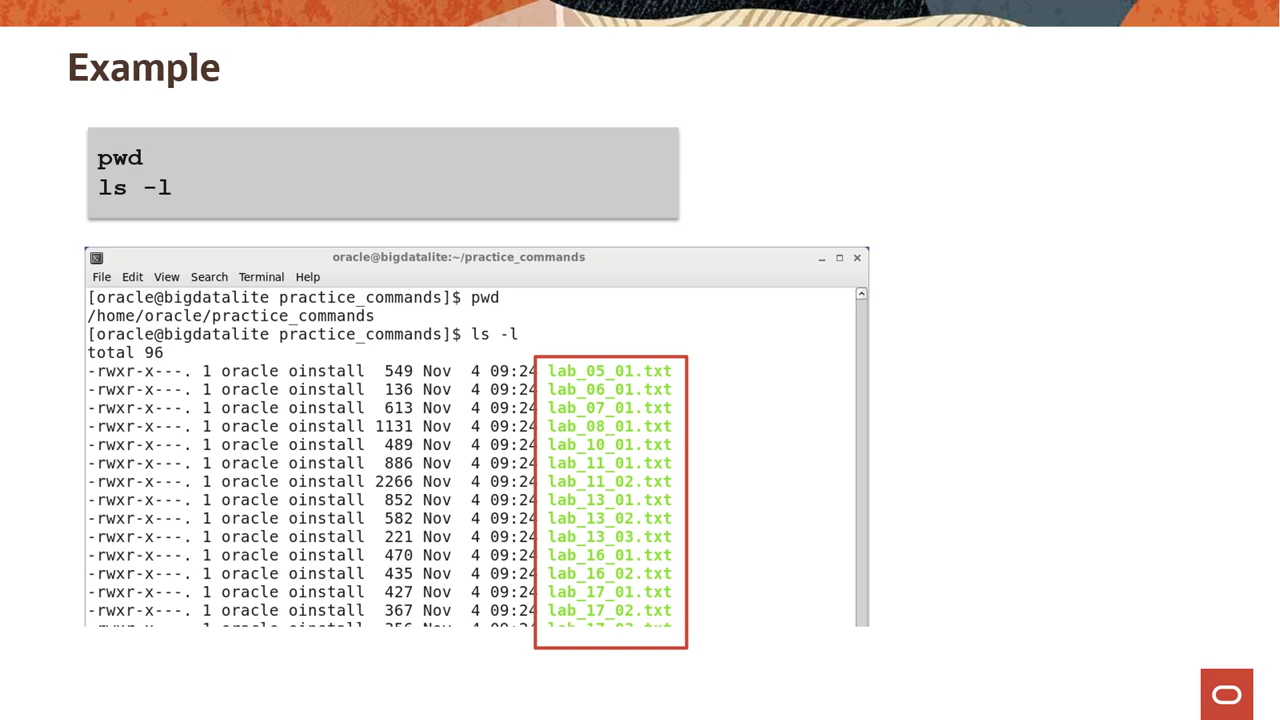 Example
pwd
ls -l
oracle@bigdatalite:~/practice_commands
File Edit View Search Terminal Help
[oracle@bigdatalite practice_commands]$ pwd
/home/oracle/practice_commands
[oracle@bigdatalite practice_commands]$ ls -l
total 96
-rwxr-x---. 1 oracle oinstall  549 Nov  4 09:24 lab_05_01.txt
-rwxr-x---. 1 oracle oinstall  136 Nov  4 09:24 lab_06_01.txt
-rwxr-x---. 1 oracle oinstall  613 Nov  4 09:24 lab_07_01.txt
-rwxr-x---. 1 oracle oinstall 1131 Nov  4 09:24 lab_08_01.txt
-rwxr-x---. 1 oracle oinstall  489 Nov  4 09:24 lab_10_01.txt
-rwxr-x---. 1 oracle oinstall  886 Nov  4 09:24 lab_11_01.txt
-rwxr-x---. 1 oracle oinstall 2266 Nov  4 09:24 lab_11_02.txt
-rwxr-x---. 1 oracle oinstall  852 Nov  4 09:24 lab_13_01.txt
-rwxr-x---. 1 oracle oinstall  582 Nov  4 09:24 lab_13_02.txt
-rwxr-x---. 1 oracle oinstall  221 Nov  4 09:24 lab_13_03.txt
-rwxr-x---. 1 oracle oinstall  470 Nov  4 09:24 lab_16_01.txt
-rwxr-x---. 1 oracle oinstall  435 Nov  4 09:24 lab_16_02.txt
-rwxr-x---. 1 oracle oinstall  427 Nov  4 09:24 lab_17_01.txt
-rwxr-x---. 1 oracle oinstall  367 Nov  4 09:24 lab_17_02.txt